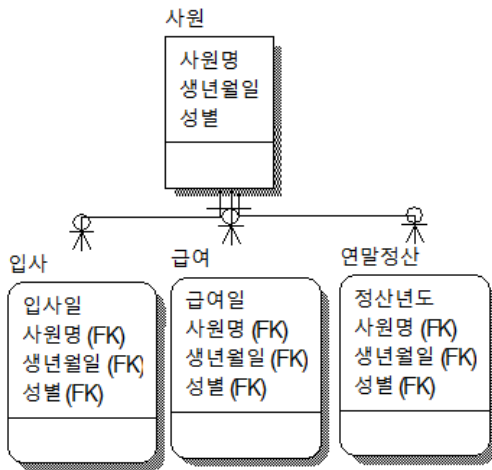 사원
사원명
생년월일
성별
입사
입사일
사원명 (FK)
생년월일 (FK)
성별 (FK)
급여
급여일
사원명 (FK)
생년월일 (FK)
성별 (FK)
연말정산
정산년도
사원명 (FK)
생년월일 (FK)
성별 (FK)